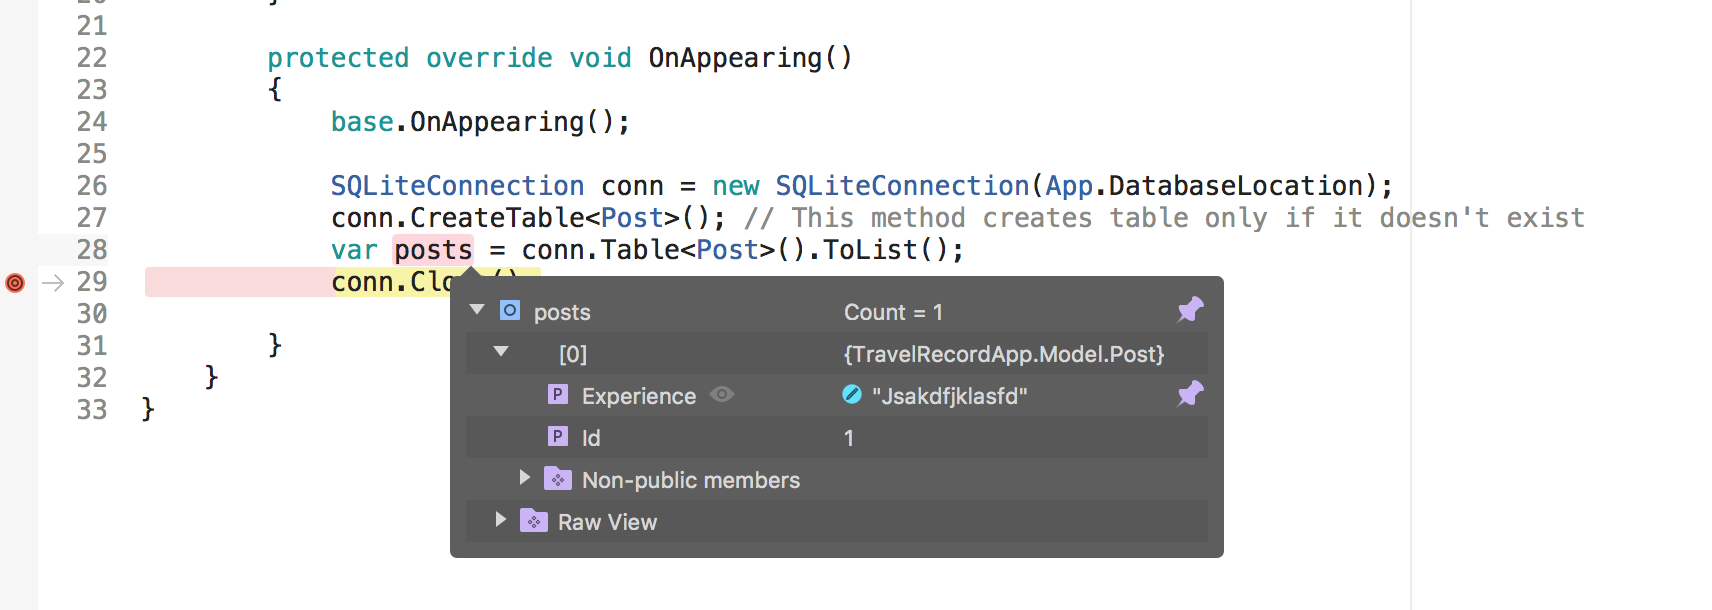 21
22 protected override void OnAppearing()
23 {
24 base.OnAppearing();
25
26 SQLiteConnection conn = new SQLiteConnection(App.DatabaseLocation);
27 conn.CreateTable<Post>(); // This method creates table only if it doesn't exist
28 var posts = conn.Table<Post>().ToList();
29 conn.Clo
posts Count = 1
30
[0] {TravelRecordApp.Model.Post}
31 }
32 }
P Experience "Jsakdfjklasfd"
33 }
P Id 1
Non-public members
Raw View